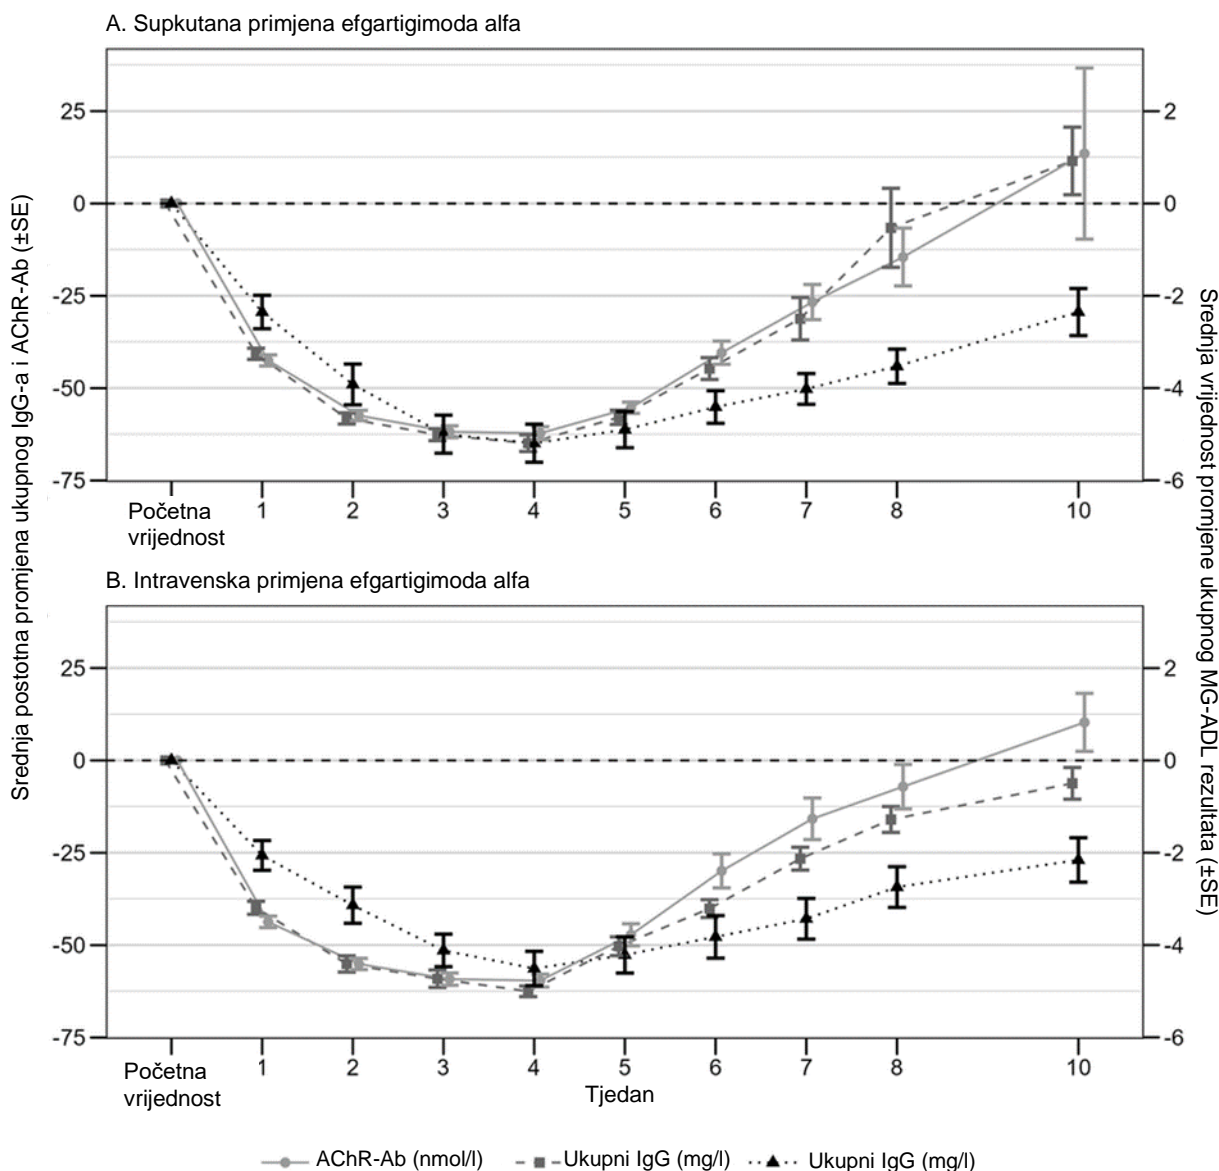 A. Supkutana primjena efgartigimoda alfa
Srednja postotna promjena ukupnog IgG-a i AChR-Ab (±SE)
Srednja vrijednost promjene ukupnog MG-ADL rezultata (±SE)
25
0
-25
-50
-75
2
0
-2
-4
-6
Početna
vrijednost
1 2 3 4 5 6 7 8 10
B. Intravenska primjena efgartigimoda alfa
25
0
-25
-50
-75
2
0
-2
-4
-6
Početna
vrijednost
1 2 3 4 5 6 7 8 10
Tjedan
AChR-Ab (nmol/l) Ukupni IgG (mg/l) Ukupni IgG (mg/l)